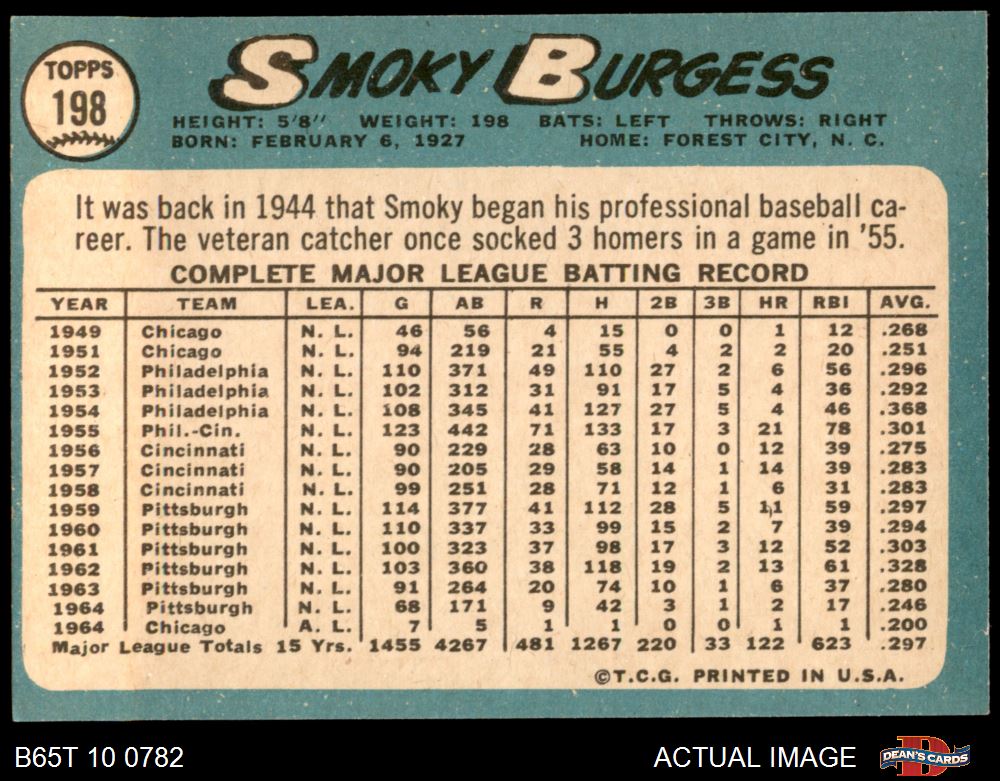 TOPPS
198
SMOKY BURGESS
HEIGHT: 5'8" WEIGHT: 198 BATS: LEFT THROWS: RIGHT
BORN: FEBRUARY 6, 1927 HOME: FOREST CITY, N. C.
It was back in 1944 that Smoky began his professional baseball ca-
reer. The veteran catcher once socked 3 homers in a game in '55.
COMPLETE MAJOR LEAGUE BATTING RECORD
YEAR TEAM LEA. G AB R H 2B 3B HR RBI AVG.
1949 Chicago N. L. 46 56 4 15 0 0 1 12 .268
1951 Chicago N. L. 94 219 21 55 4 2 2 20 .251
1952 Philadelphia N. L. 110 371 49 110 27 2 6 56 .296
1953 Philadelphia N. L. 102 312 31 91 17 5 4 36 .292
1954 Philadelphia N. L. 108 345 41 127 27 5 4 46 .368
1955 Phil.-Cin. N. L. 123 442 71 133 17 3 21 78 .301
1956 Cincinnati N. L. 90 229 28 63 10 0 12 39 .275
1957 Cincinnati N. L. 90 205 29 58 14 1 14 39 .283
1958 Cincinnati N. L. 99 251 28 71 12 1 6 31 .283
1959 Pittsburgh N. L. 114 377 41 112 28 5 11 59 .297
1960 Pittsburgh N. L. 110 337 33 99 15 2 7 39 .294
1961 Pittsburgh N. L. 100 323 37 98 17 3 12 52 .303
1962 Pittsburgh N. L. 103 360 38 118 19 2 13 61 .328
1963 Pittsburgh N. L. 91 264 20 74 10 1 6 37 .280
1964 Pittsburgh N. L. 68 171 9 42 3 1 2 17 .246
1964 Chicago A. L. 7 5 1 1 0 0 1 1 .200
Major League Totals 15 Yrs. 1455 4267 481 1267 220 33 122 623 .297
©T.C.G. PRINTED IN U.S.A.
B65T 10 0782 ACTUAL IMAGE DEAN'S CARDS